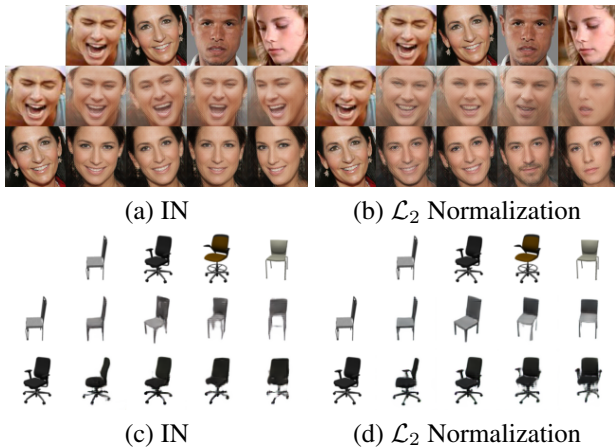 (a) IN
(b) ℒ₂ Normalization
(c) IN
(d) ℒ₂ Normalization